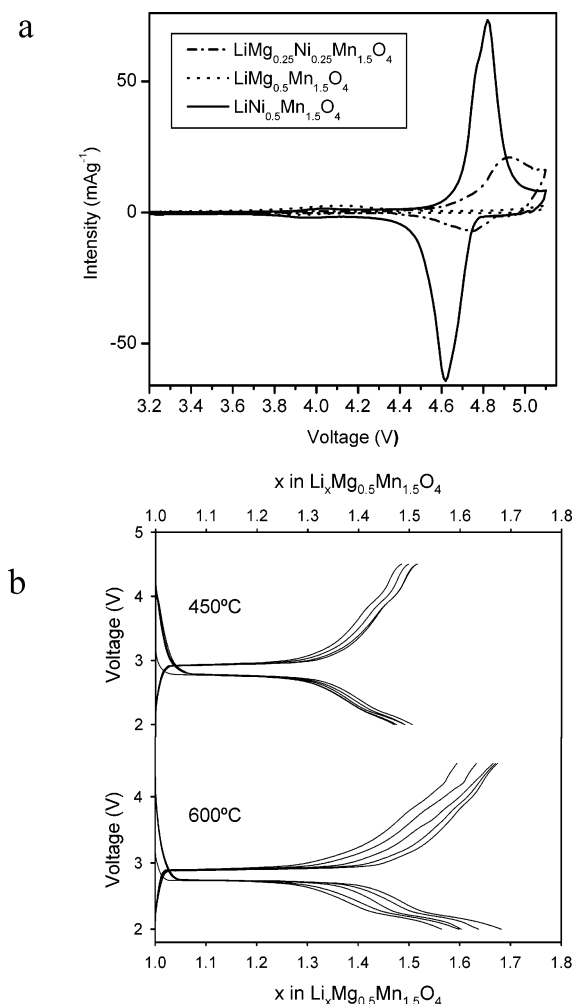 a
LiMg0.25Ni0.25Mn1.5O4
LiMg0.5Mn1.5O4
LiNi0.5Mn1.5O4
50
0
-50
Intensity (mAg-1)
3.2 3.4 3.6 3.8 4.0 4.2 4.4 4.6 4.8 5.0
Voltage (V)
b
x in LixMg0.5Mn1.5O4
1.0 1.1 1.2 1.3 1.4 1.5 1.6 1.7 1.8
5
4
3
2
Voltage (V)
450ºC
4
3
2
Voltage (V)
600ºC
1.0 1.1 1.2 1.3 1.4 1.5 1.6 1.7 1.8
x in LixMg0.5Mn1.5O4